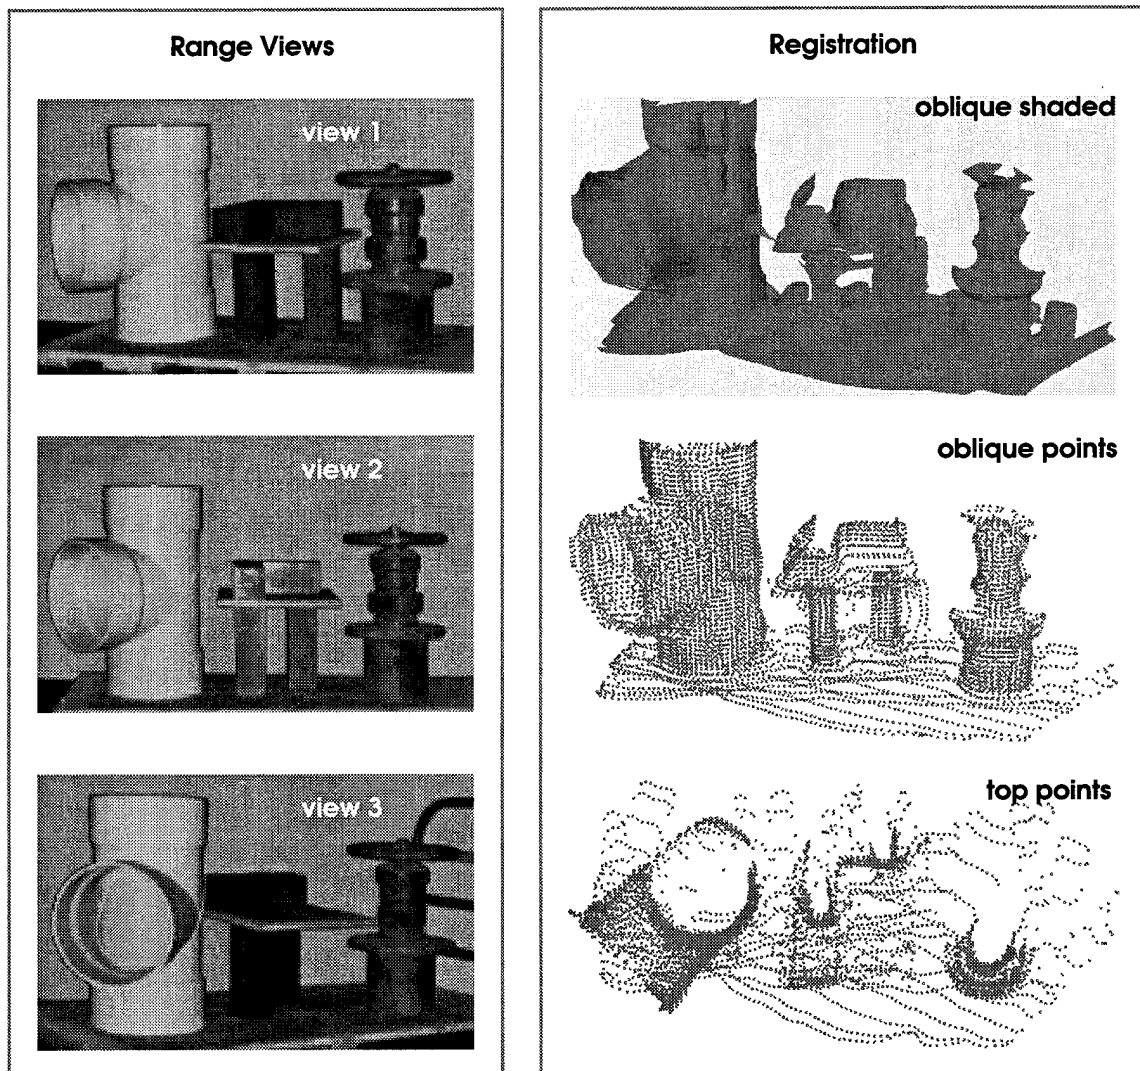 Range Views
view 1
view 2
view 3
Registration
oblique shaded
oblique points
top points